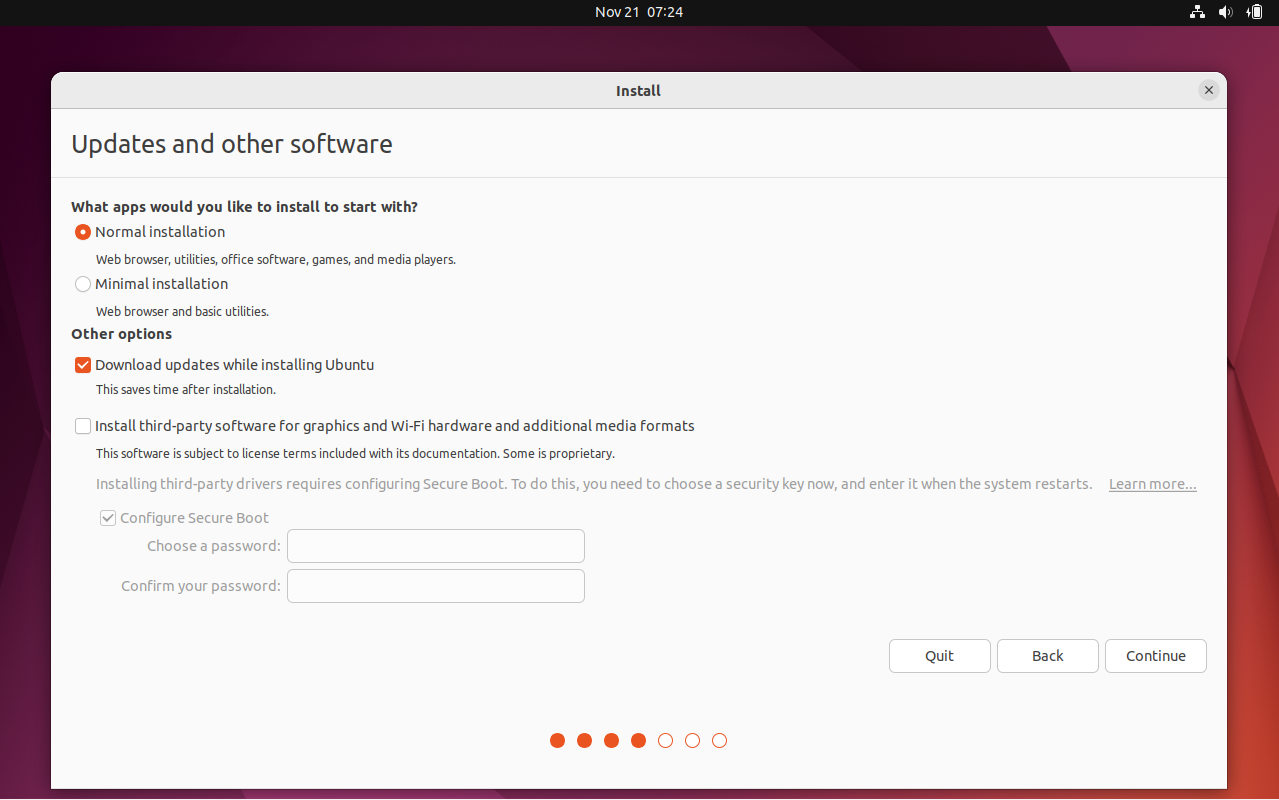 Nov 21 07:24
Install
Updates and other software
What apps would you like to install to start with?
Normal installation
Web browser, utilities, office software, games, and media players.
Minimal installation
Web browser and basic utilities.
Other options
Download updates while installing Ubuntu
This saves time after installation.
Install third-party software for graphics and Wi-Fi hardware and additional media formats
This software is subject to license terms included with its documentation. Some is proprietary.
Installing third-party drivers requires configuring Secure Boot. To do this, you need to choose a security key now, and enter it when the system restarts. Learn more...
Configure Secure Boot
Choose a password:
Confirm your password:
Quit Back Continue